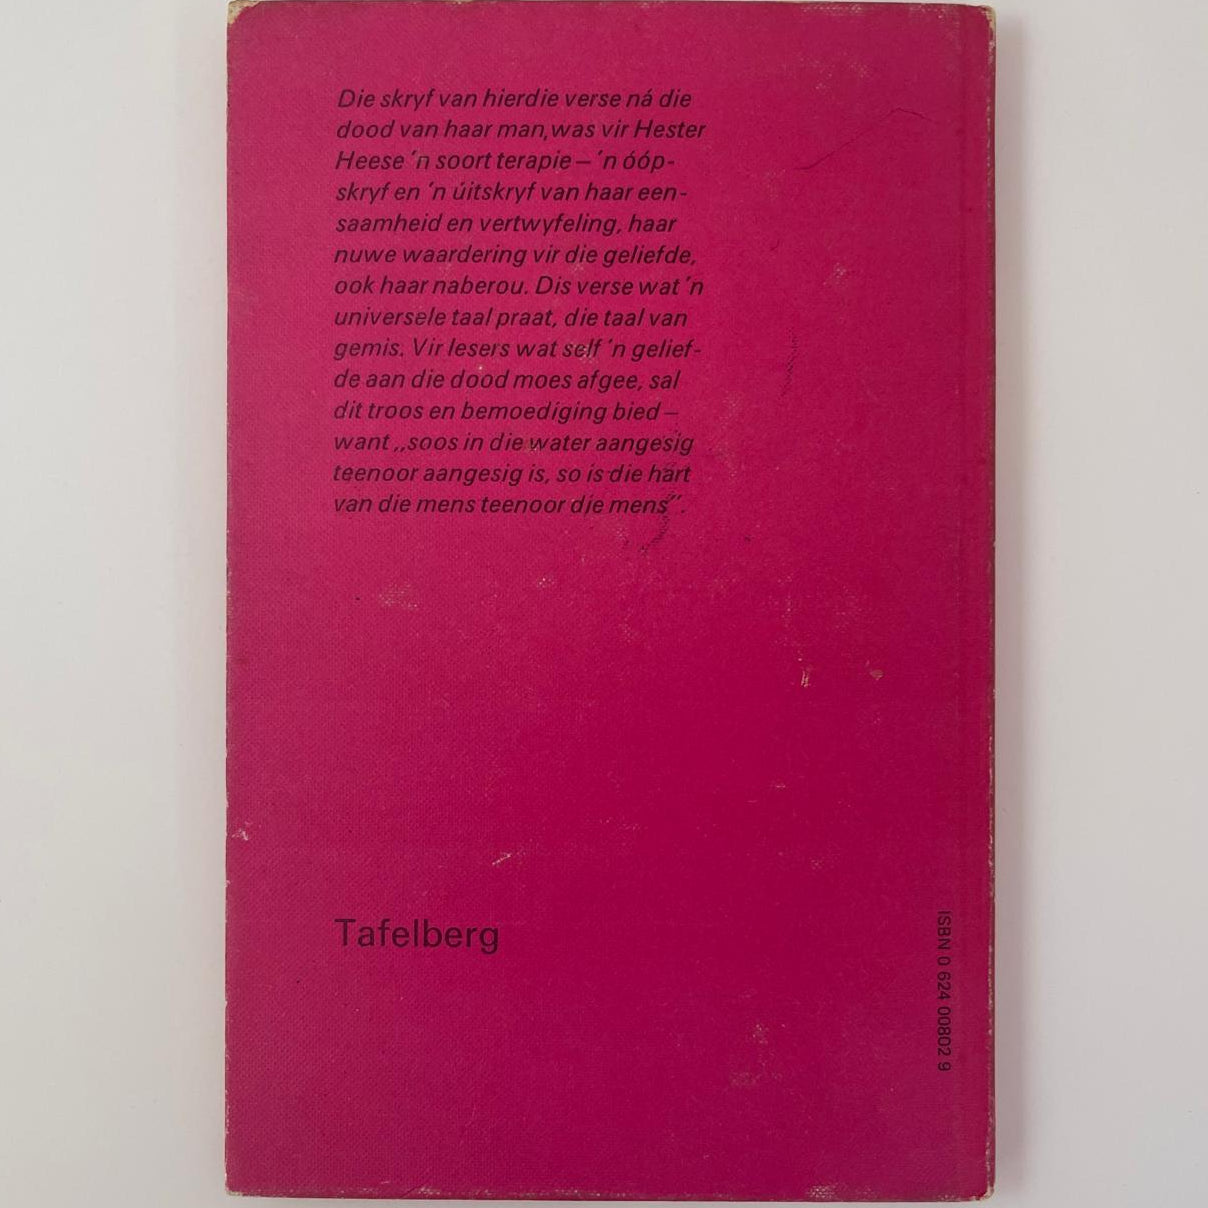 Die skryf van hierdie verse ná die
dood van haar man, was vir Hester
Heese 'n soort terapie – 'n óóp-
skryf en 'n úitskryf van haar een-
saamheid en vertwyfeling, haar
nuwe waardering vir die geliefde,
ook haar naberou. Dis verse wat 'n
universele taal praat, die taal van
gemis. Vir lesers wat self 'n gelief-
de aan die dood moes afgee, sal
dit troos en bemoediging bied –
want „soos in die water aangesig
teenoor aangesig is, so is die hart
van die mens teenoor die mens”.
Tafelberg
ISBN 0 624 00802 9